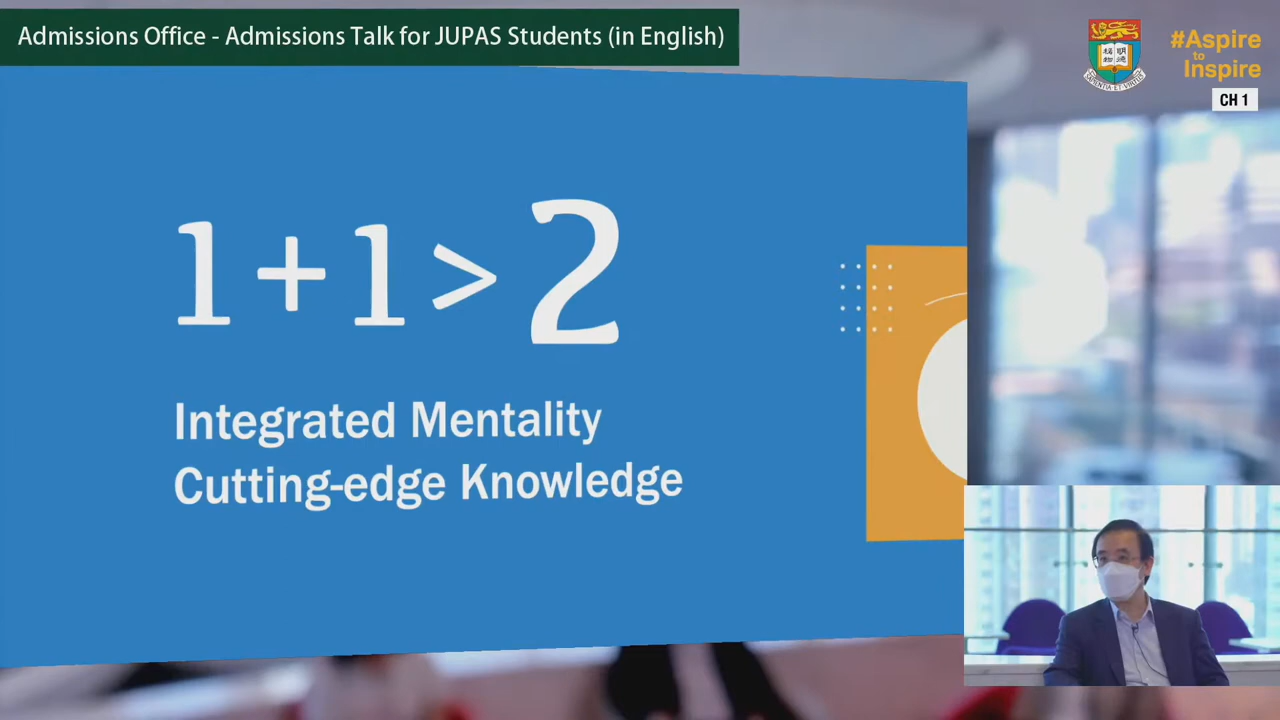 Admissions Office - Admissions Talk for JUPAS Students (in English)
#Aspire
to
Inspire
CH 1
1+1>2
Integrated Mentality
Cutting-edge Knowledge